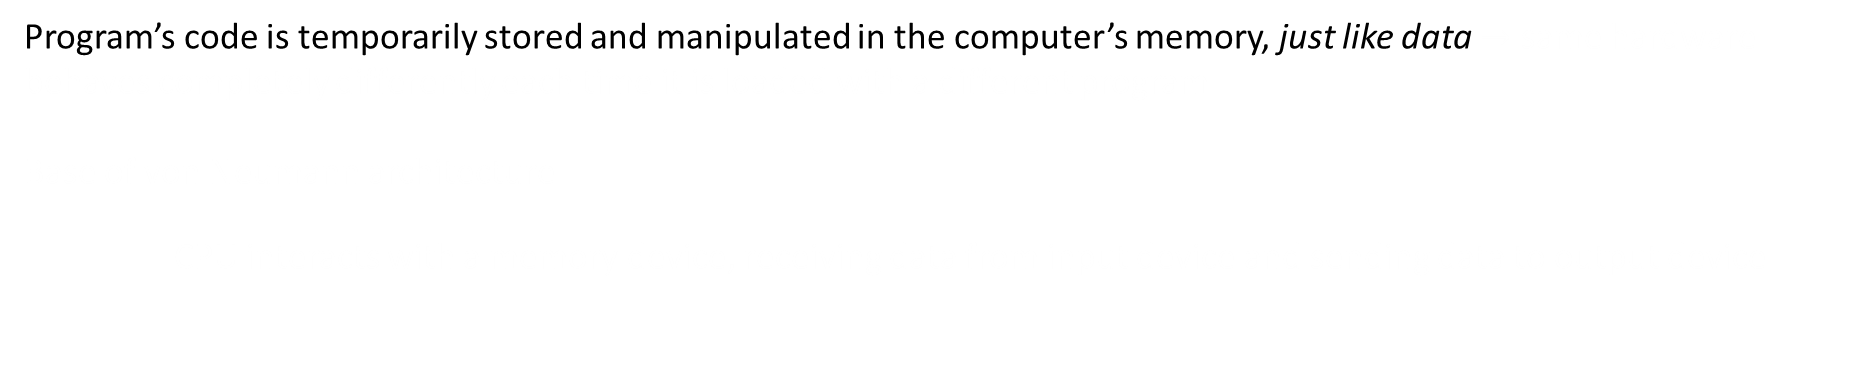 Program’s code is temporarily stored and manipulated in the computer’s memory, just like data